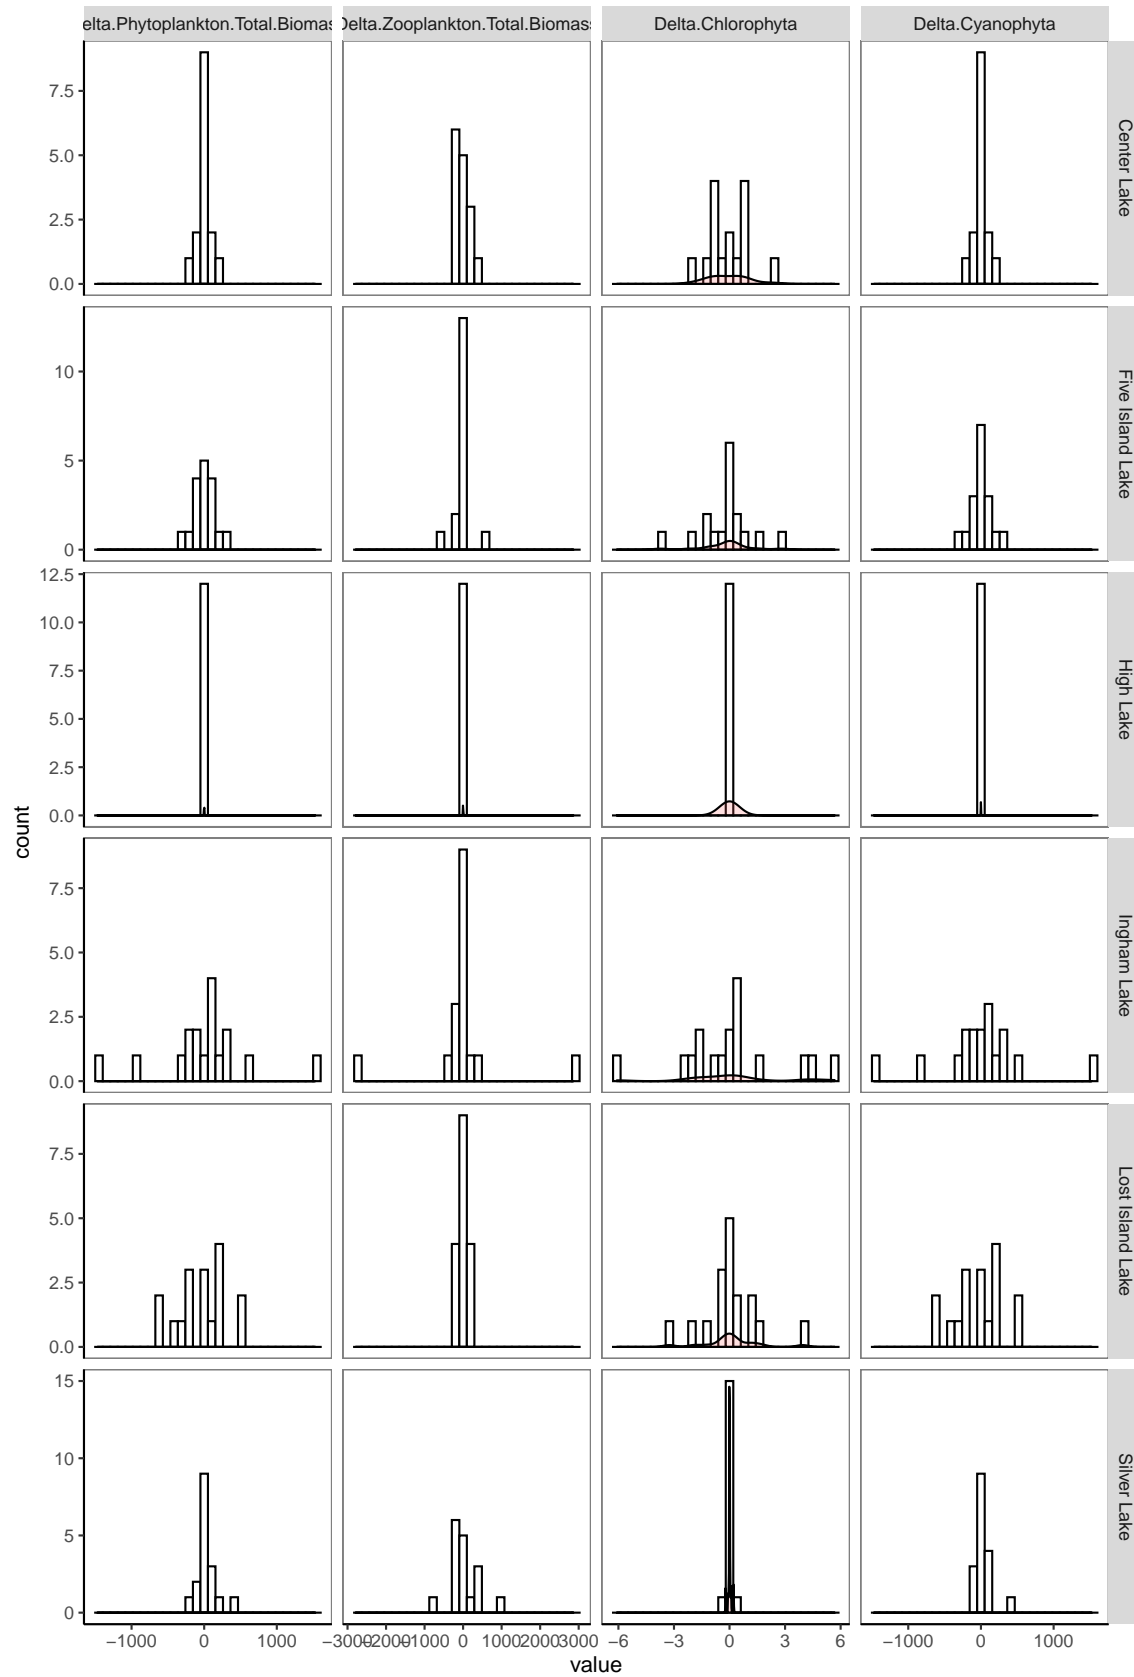 elta.Phytoplankton.Total.Biomas
Delta.Zooplankton.Total.Biomas
Delta.Chlorophyta
Delta.Cyanophyta
7.5
5.0
2.5
0.0
Center Lake
10
5
0
Five Island Lake
12.5
10.0
7.5
5.0
2.5
0.0
High Lake
count
7.5
5.0
2.5
0.0
Ingham Lake
7.5
5.0
2.5
0.0
Lost Island Lake
15
10
5
0
Silver Lake
−1000 0 1000
−3000 −2000 −1000 0 1000 2000 3000
−6 −3 0 3 6
−1000 0 1000
value